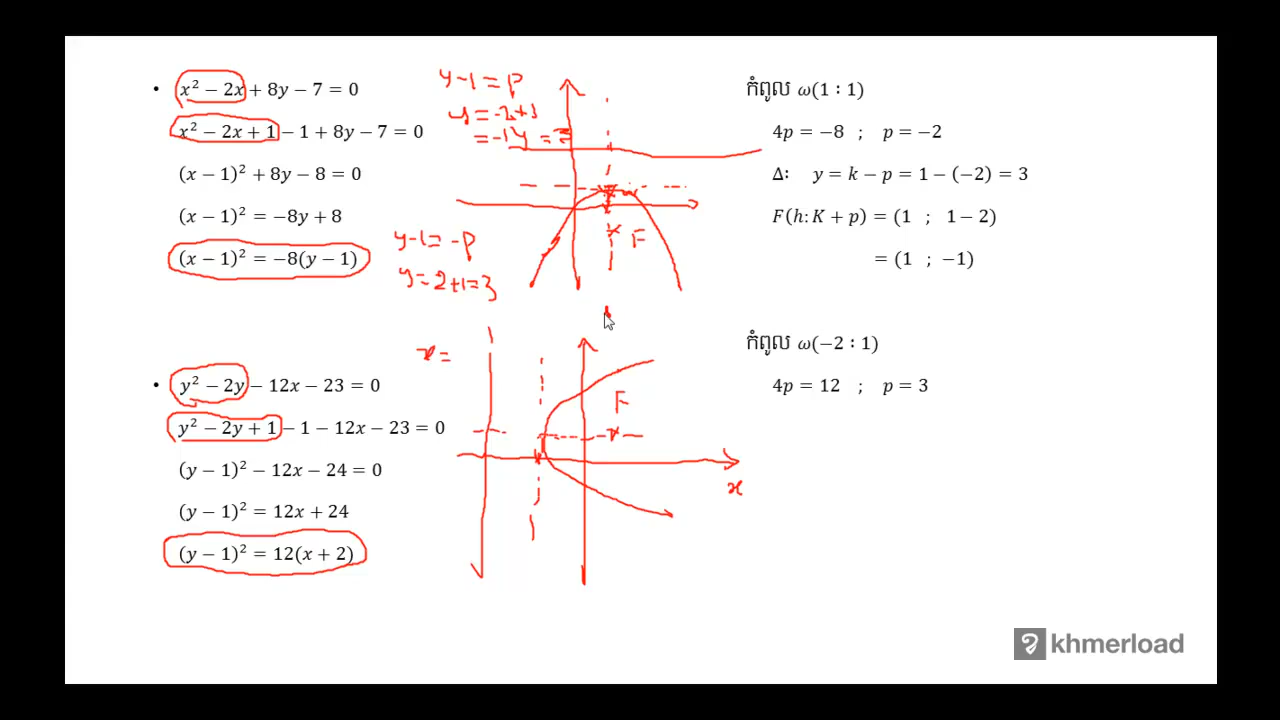 • x² − 2x + 8y − 7 = 0
x² − 2x + 1 − 1 + 8y − 7 = 0
(x − 1)² + 8y − 8 = 0
(x − 1)² = −8y + 8
(x − 1)² = −8(y − 1)
y−1 = p
y = −2+1
= −1
y−1 = −p
y = 2+1 = 3
F
កំពូល ω(1 : 1)
4p = −8 ; p = −2
Δ: y = k − p = 1 − (−2) = 3
F(h: K + p) = (1 ; 1 − 2)
= (1 ; −1)
• y² − 2y − 12x − 23 = 0
y² − 2y + 1 − 1 − 12x − 23 = 0
(y − 1)² − 12x − 24 = 0
(y − 1)² = 12x + 24
(y − 1)² = 12(x + 2)
x =
F
x
កំពូល ω(−2 : 1)
4p = 12 ; p = 3
khmerload